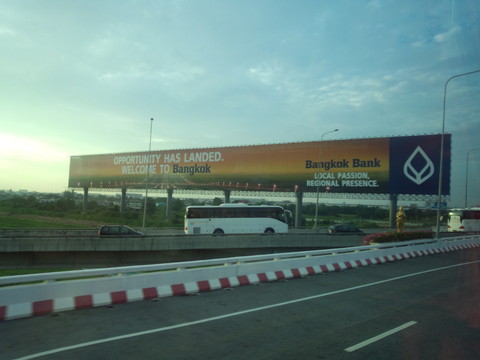 OPPORTUNITY HAS LANDED.
WELCOME TO Bangkok
Bangkok Bank
LOCAL PASSION,
REGIONAL PRESENCE.